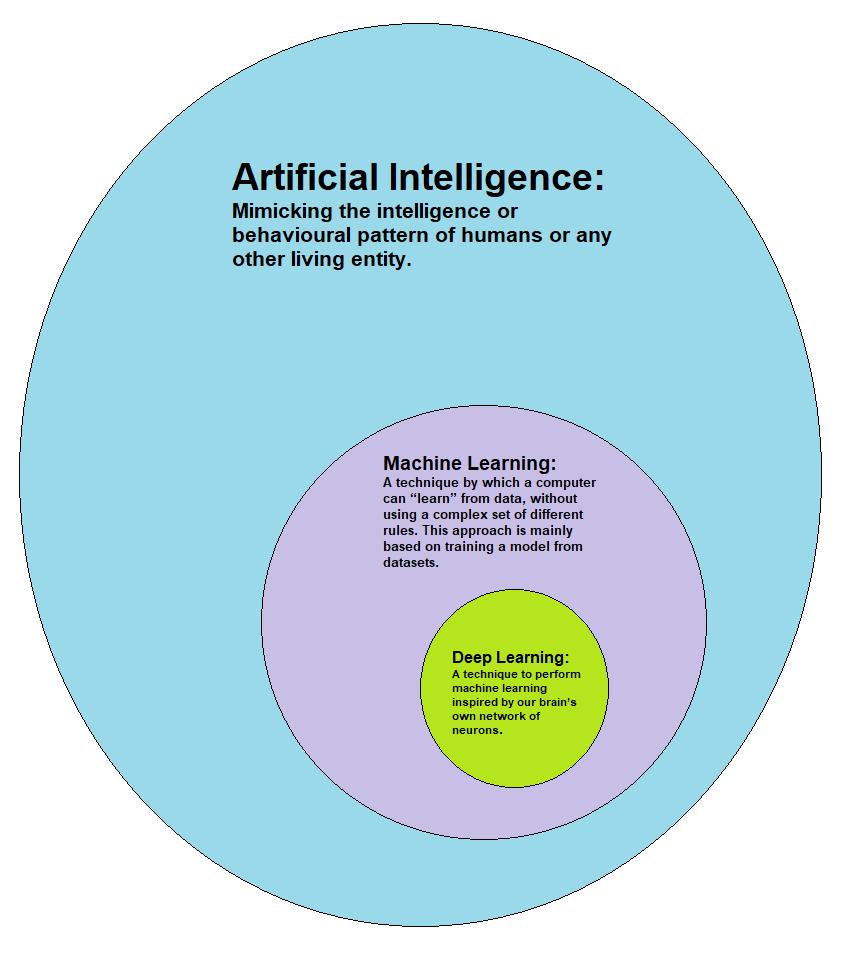 Artificial Intelligence:
Mimicking the intelligence or
behavioural pattern of humans or any
other living entity.
Machine Learning:
A technique by which a computer
can “learn” from data, without
using a complex set of different
rules. This approach is mainly
based on training a model from
datasets.
Deep Learning:
A technique to perform
machine learning
inspired by our brain’s
own network of
neurons.